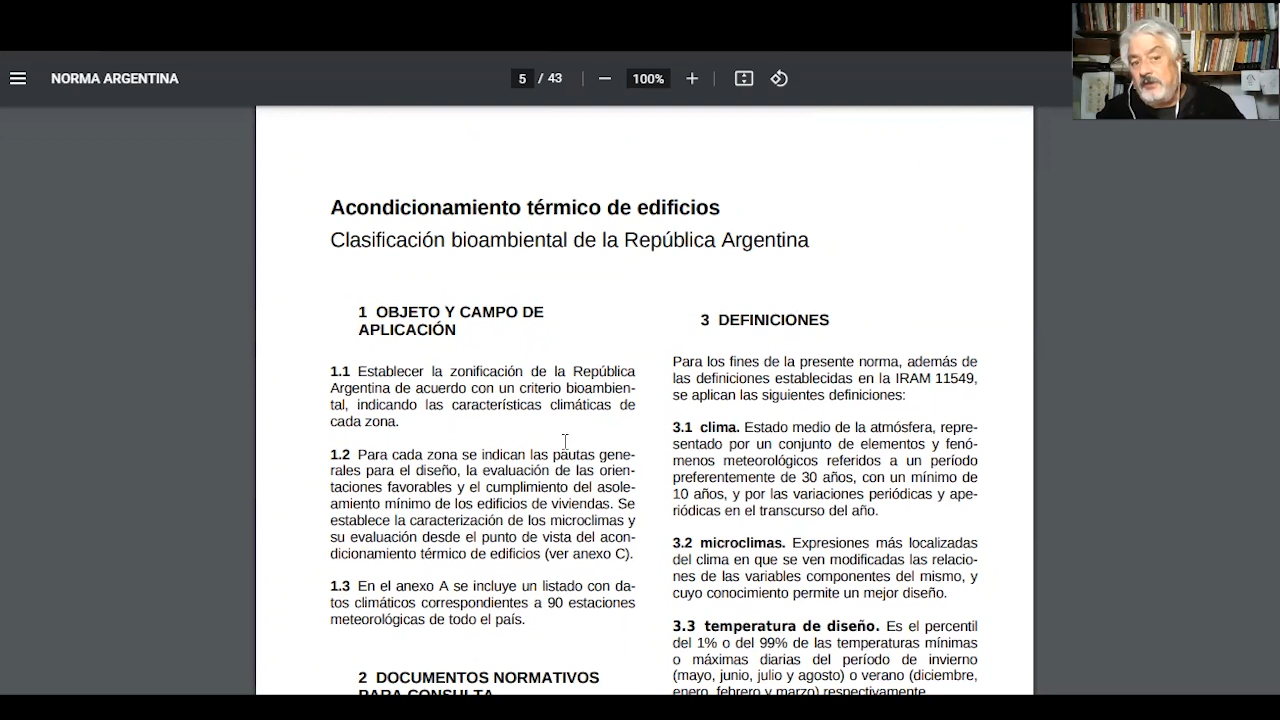 NORMA ARGENTINA
5 / 43
100%
Acondicionamiento térmico de edificios
Clasificación bioambiental de la República Argentina
1 OBJETO Y CAMPO DE
APLICACIÓN
1.1 Establecer la zonificación de la República
Argentina de acuerdo con un criterio bioambien-
tal, indicando las características climáticas de
cada zona.
1.2 Para cada zona se indican las pautas gene-
rales para el diseño, la evaluación de las orien-
taciones favorables y el cumplimiento del asole-
amiento mínimo de los edificios de viviendas. Se
establece la caracterización de los microclimas y
su evaluación desde el punto de vista del acon-
dicionamiento térmico de edificios (ver anexo C).
1.3 En el anexo A se incluye un listado con da-
tos climáticos correspondientes a 90 estaciones
meteorológicas de todo el país.
2 DOCUMENTOS NORMATIVOS
PARA CONSULTA
3 DEFINICIONES
Para los fines de la presente norma, además de
las definiciones establecidas en la IRAM 11549,
se aplican las siguientes definiciones:
3.1 clima. Estado medio de la atmósfera, repre-
sentado por un conjunto de elementos y fenó-
menos meteorológicos referidos a un período
preferentemente de 30 años, con un mínimo de
10 años, y por las variaciones periódicas y ape-
riódicas en el transcurso del año.
3.2 microclimas. Expresiones más localizadas
del clima en que se ven modificadas las relacio-
nes de las variables componentes del mismo, y
cuyo conocimiento permite un mejor diseño.
3.3 temperatura de diseño. Es el percentil
del 1% o del 99% de las temperaturas mínimas
o máximas diarias del período de invierno
(mayo, junio, julio y agosto) o verano (diciembre,
enero, febrero y marzo) respectivamente.